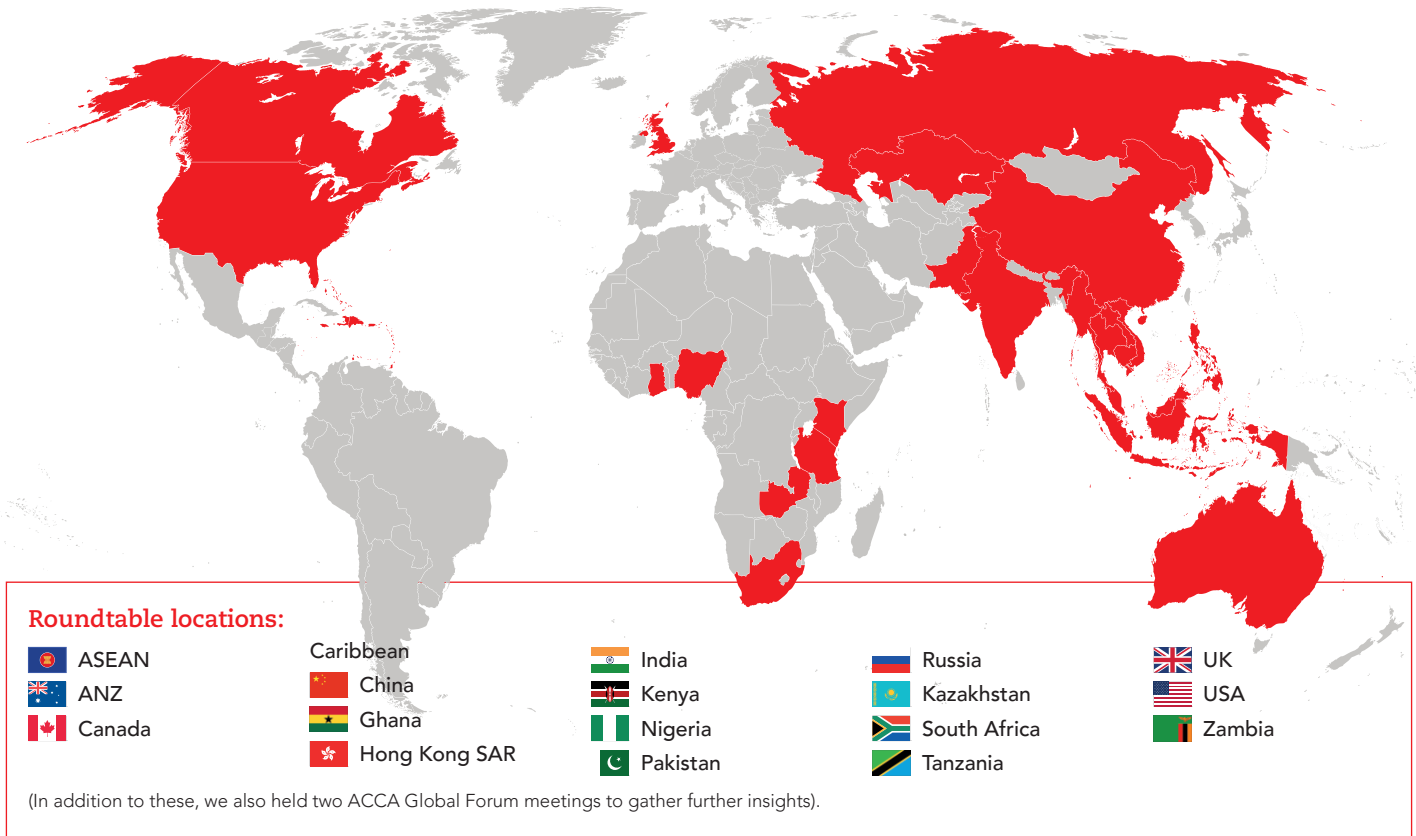 Roundtable locations:
ASEAN
ANZ
Canada
Caribbean
China
Ghana
Hong Kong SAR
India
Kenya
Nigeria
Pakistan
Russia
Kazakhstan
South Africa
Tanzania
UK
USA
Zambia
(In addition to these, we also held two ACCA Global Forum meetings to gather further insights).